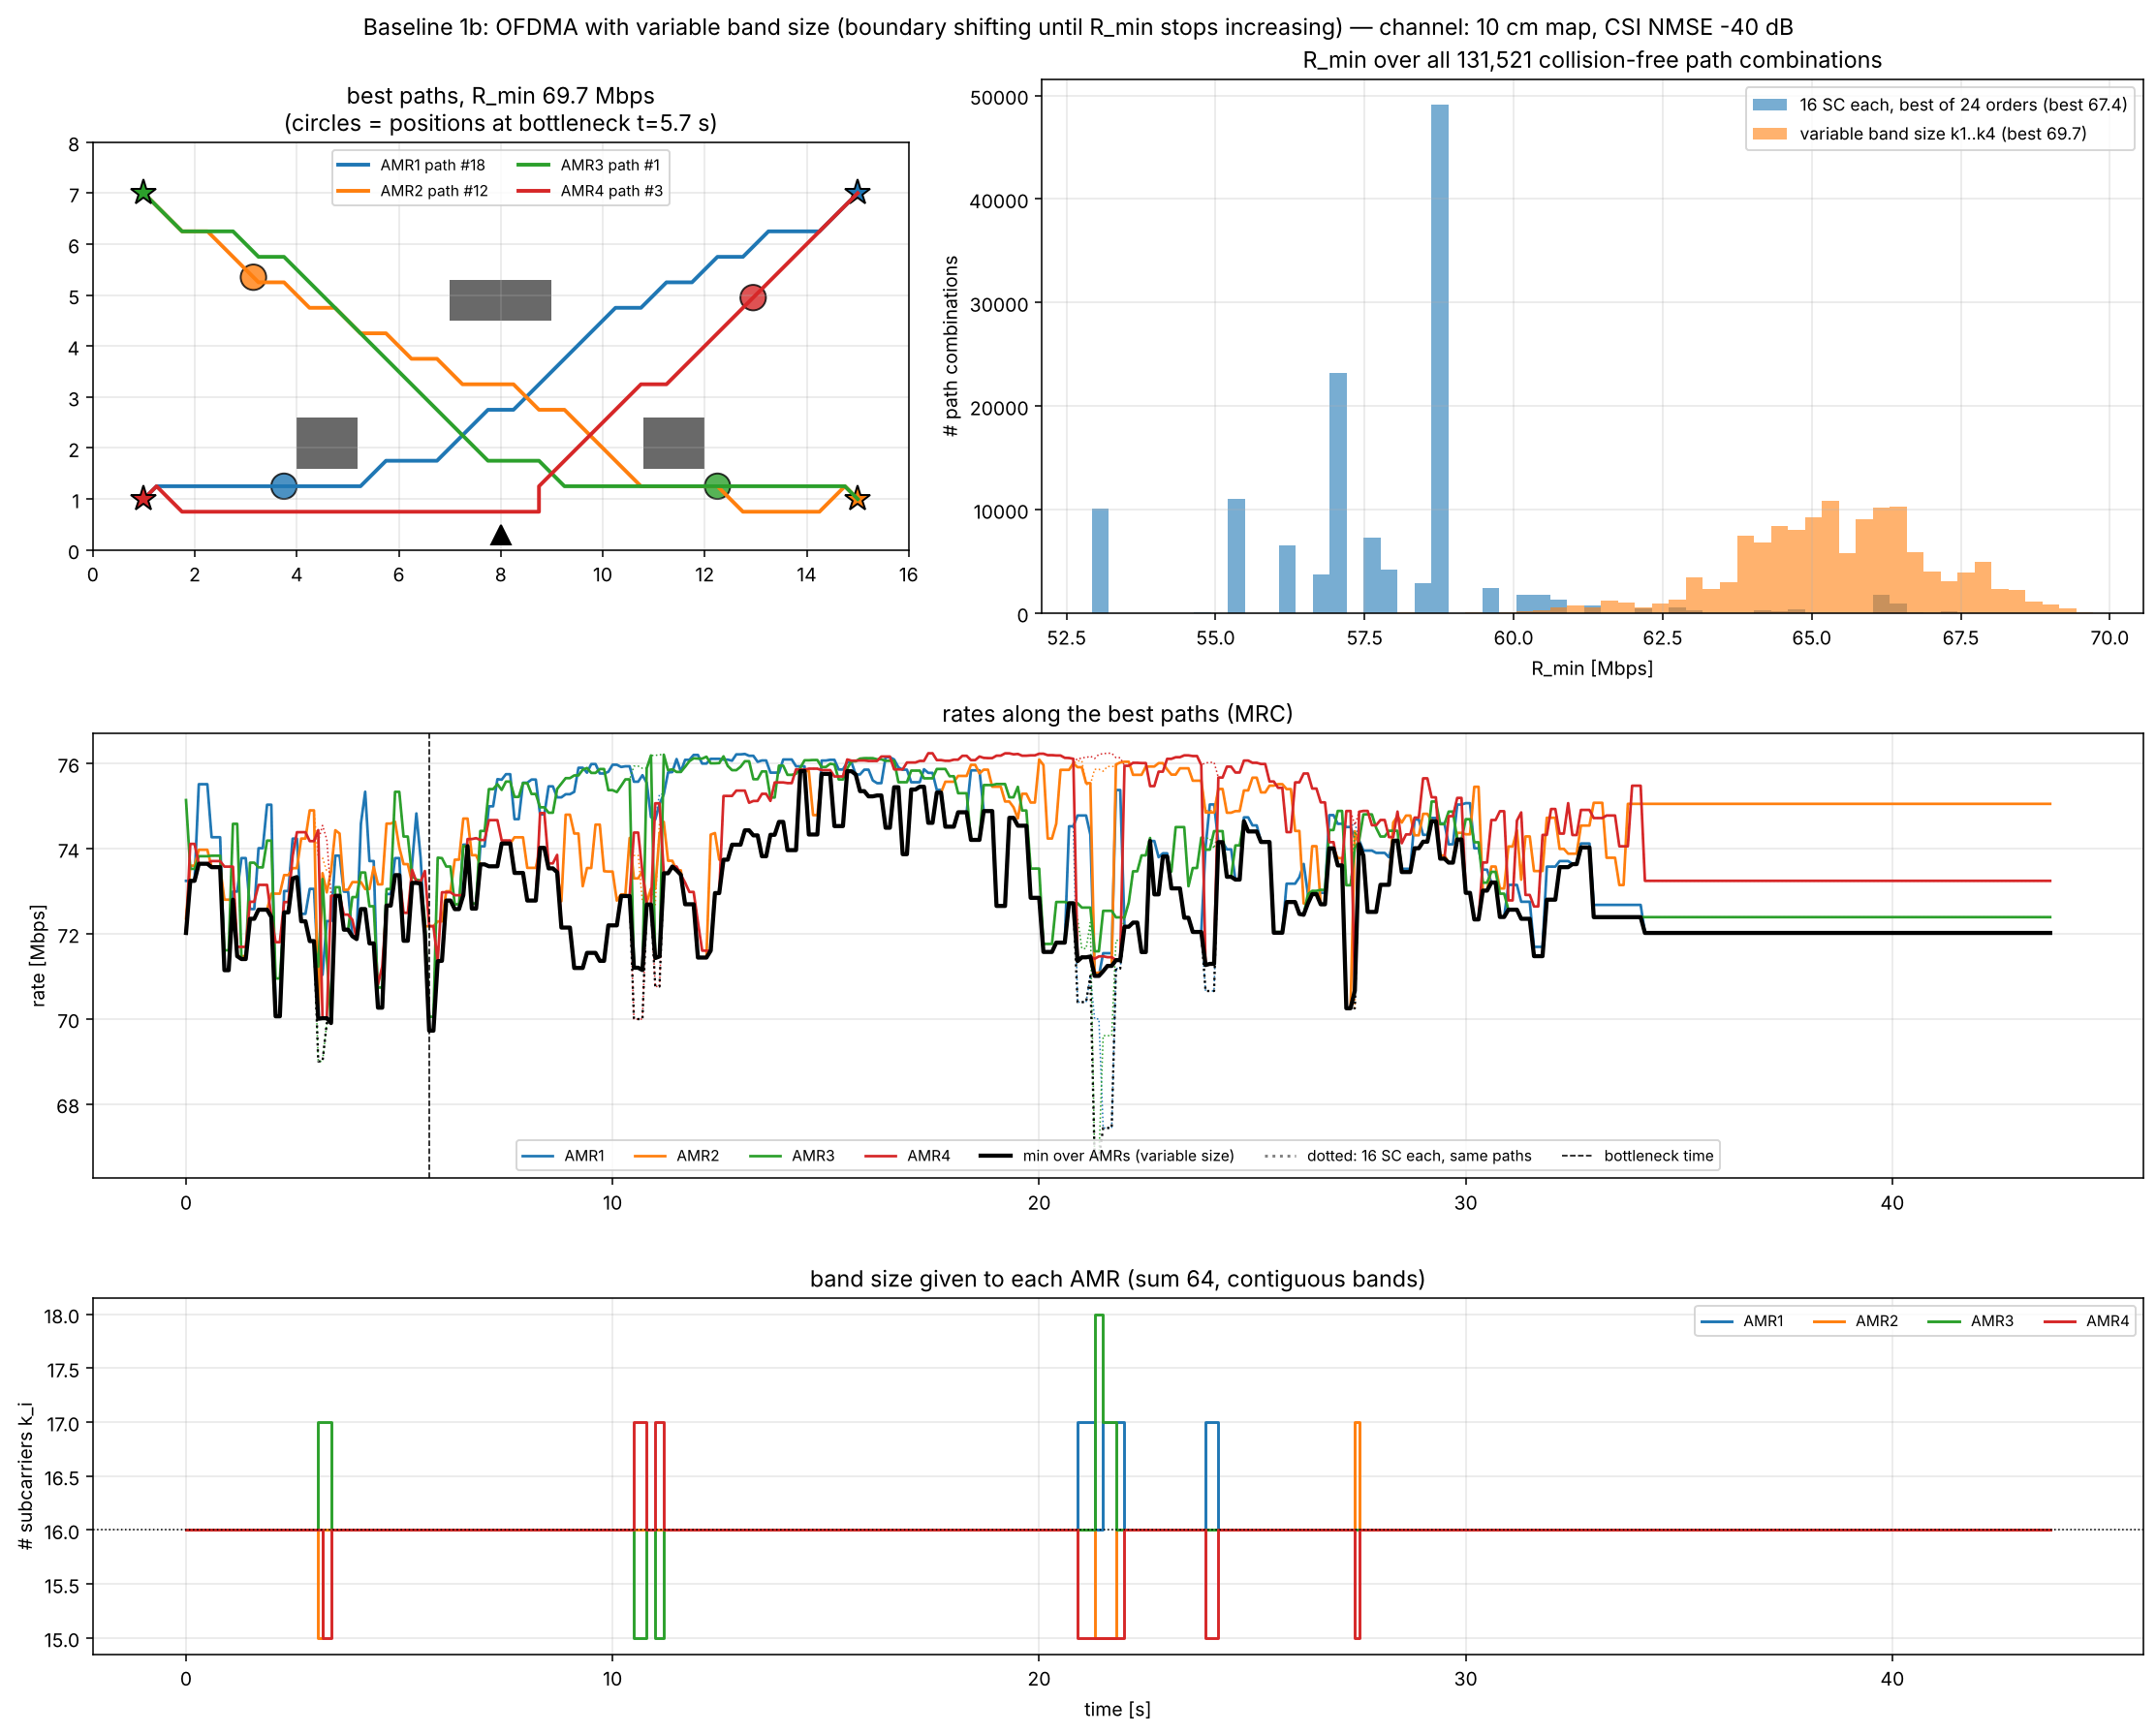 Baseline 1b: OFDMA with variable band size (boundary shifting until R_min stops increasing) — channel: 10 cm map, CSI NMSE -40 dB
best paths, R_min 69.7 Mbps
(circles = positions at bottleneck t=5.7 s)
AMR1 path #18
AMR3 path #1
AMR2 path #12
AMR4 path #3
8
7
6
5
4
3
2
1
0
0 2 4 6 8 10 12 14 16
R_min over all 131,521 collision-free path combinations
16 SC each, best of 24 orders (best 67.4)
variable band size k1..k4 (best 69.7)
# path combinations
50000
40000
30000
20000
10000
0
52.5 55.0 57.5 60.0 62.5 65.0 67.5 70.0
R_min [Mbps]
rates along the best paths (MRC)
rate [Mbps]
76
74
72
70
68
AMR1 AMR2 AMR3 AMR4 min over AMRs (variable size) dotted: 16 SC each, same paths bottleneck time
0 10 20 30 40
band size given to each AMR (sum 64, contiguous bands)
# subcarriers k_i
18.0
17.5
17.0
16.5
16.0
15.5
15.0
AMR1 AMR2 AMR3 AMR4
0 10 20 30 40
time [s]